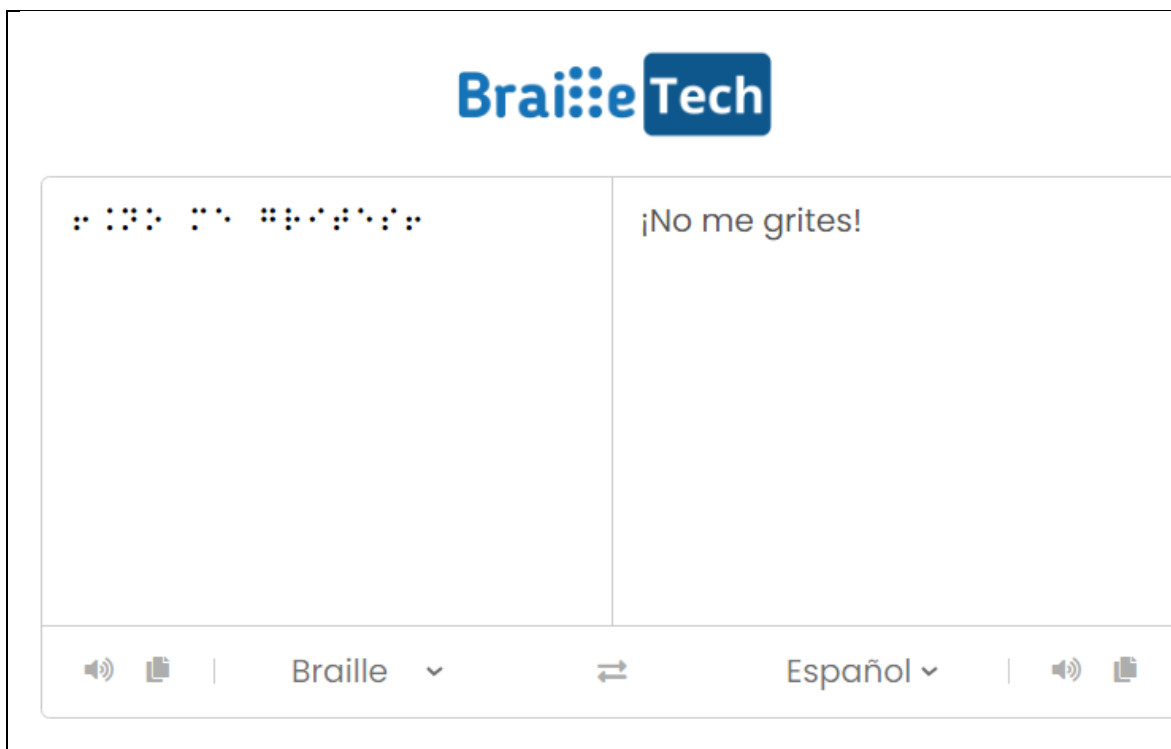 Braille Tech
⠖⠨⠝⠕ ⠍⠑ ⠛⠗⠊⠞⠑⠎⠖
¡No me grites!
Braille
Español